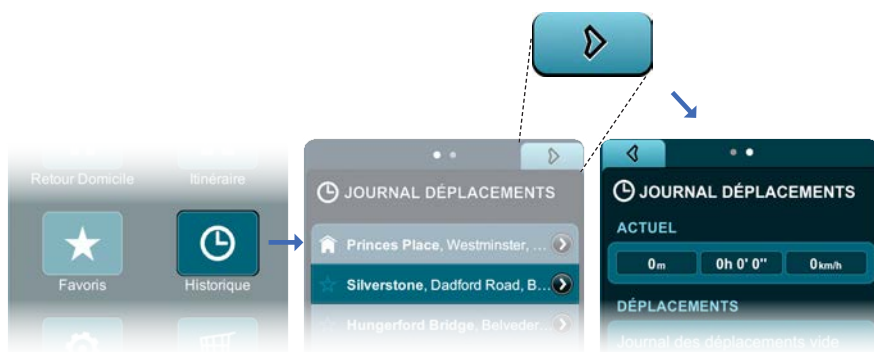 Retour Domicile
Itinéraire
Favoris
Historique
JOURNAL DÉPLACEMENTS
Princes Place, Westminster, ...
Silverstone, Dadford Road, B...
Hungerford Bridge, Belveder...
JOURNAL DÉPLACEMENTS
ACTUEL
0m 0h 0' 0" 0km/h
DÉPLACEMENTS
Journal des déplacements vide